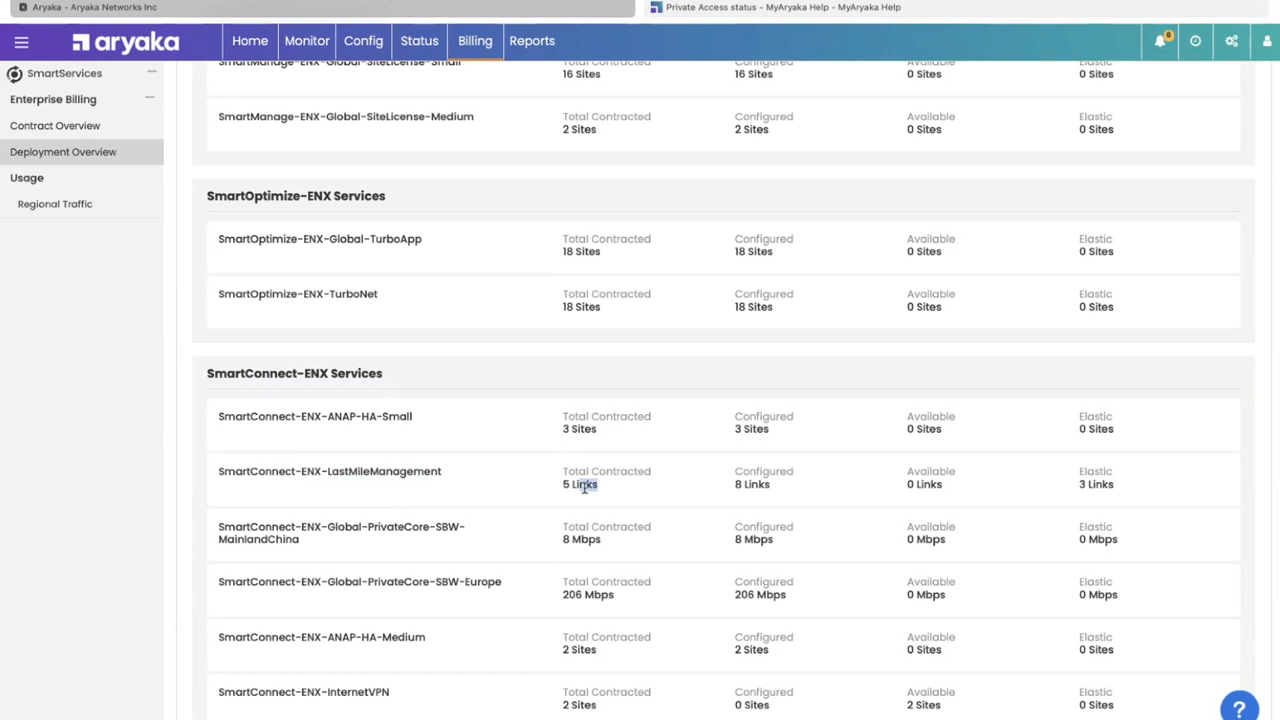 Aryaka - Aryaka Networks Inc
Private Access status - MyAryaka Help - MyAryaka Help
aryaka
Home
Monitor
Config
Status
Billing
Reports
6
SmartServices
Enterprise Billing
Contract Overview
Deployment Overview
Usage
Regional Traffic
SmartManage-ENX-Global-SiteLicense-Small
Total Contracted
16 Sites
Configured
16 Sites
Available
0 Sites
Elastic
0 Sites
SmartManage-ENX-Global-SiteLicense-Medium
Total Contracted
2 Sites
Configured
2 Sites
Available
0 Sites
Elastic
0 Sites
SmartOptimize-ENX Services
SmartOptimize-ENX-Global-TurboApp
Total Contracted
18 Sites
Configured
18 Sites
Available
0 Sites
Elastic
0 Sites
SmartOptimize-ENX-TurboNet
Total Contracted
18 Sites
Configured
18 Sites
Available
0 Sites
Elastic
0 Sites
SmartConnect-ENX Services
SmartConnect-ENX-ANAP-HA-Small
Total Contracted
3 Sites
Configured
3 Sites
Available
0 Sites
Elastic
0 Sites
SmartConnect-ENX-LastMileManagement
Total Contracted
5 Links
Configured
8 Links
Available
0 Links
Elastic
3 Links
SmartConnect-ENX-Global-PrivateCore-SBW-
MainlandChina
Total Contracted
8 Mbps
Configured
8 Mbps
Available
0 Mbps
Elastic
0 Mbps
SmartConnect-ENX-Global-PrivateCore-SBW-Europe
Total Contracted
206 Mbps
Configured
206 Mbps
Available
0 Mbps
Elastic
0 Mbps
SmartConnect-ENX-ANAP-HA-Medium
Total Contracted
2 Sites
Configured
2 Sites
Available
0 Sites
Elastic
0 Sites
SmartConnect-ENX-InternetVPN
Total Contracted
2 Sites
Configured
0 Sites
Available
2 Sites
Elastic
0 Sites
?